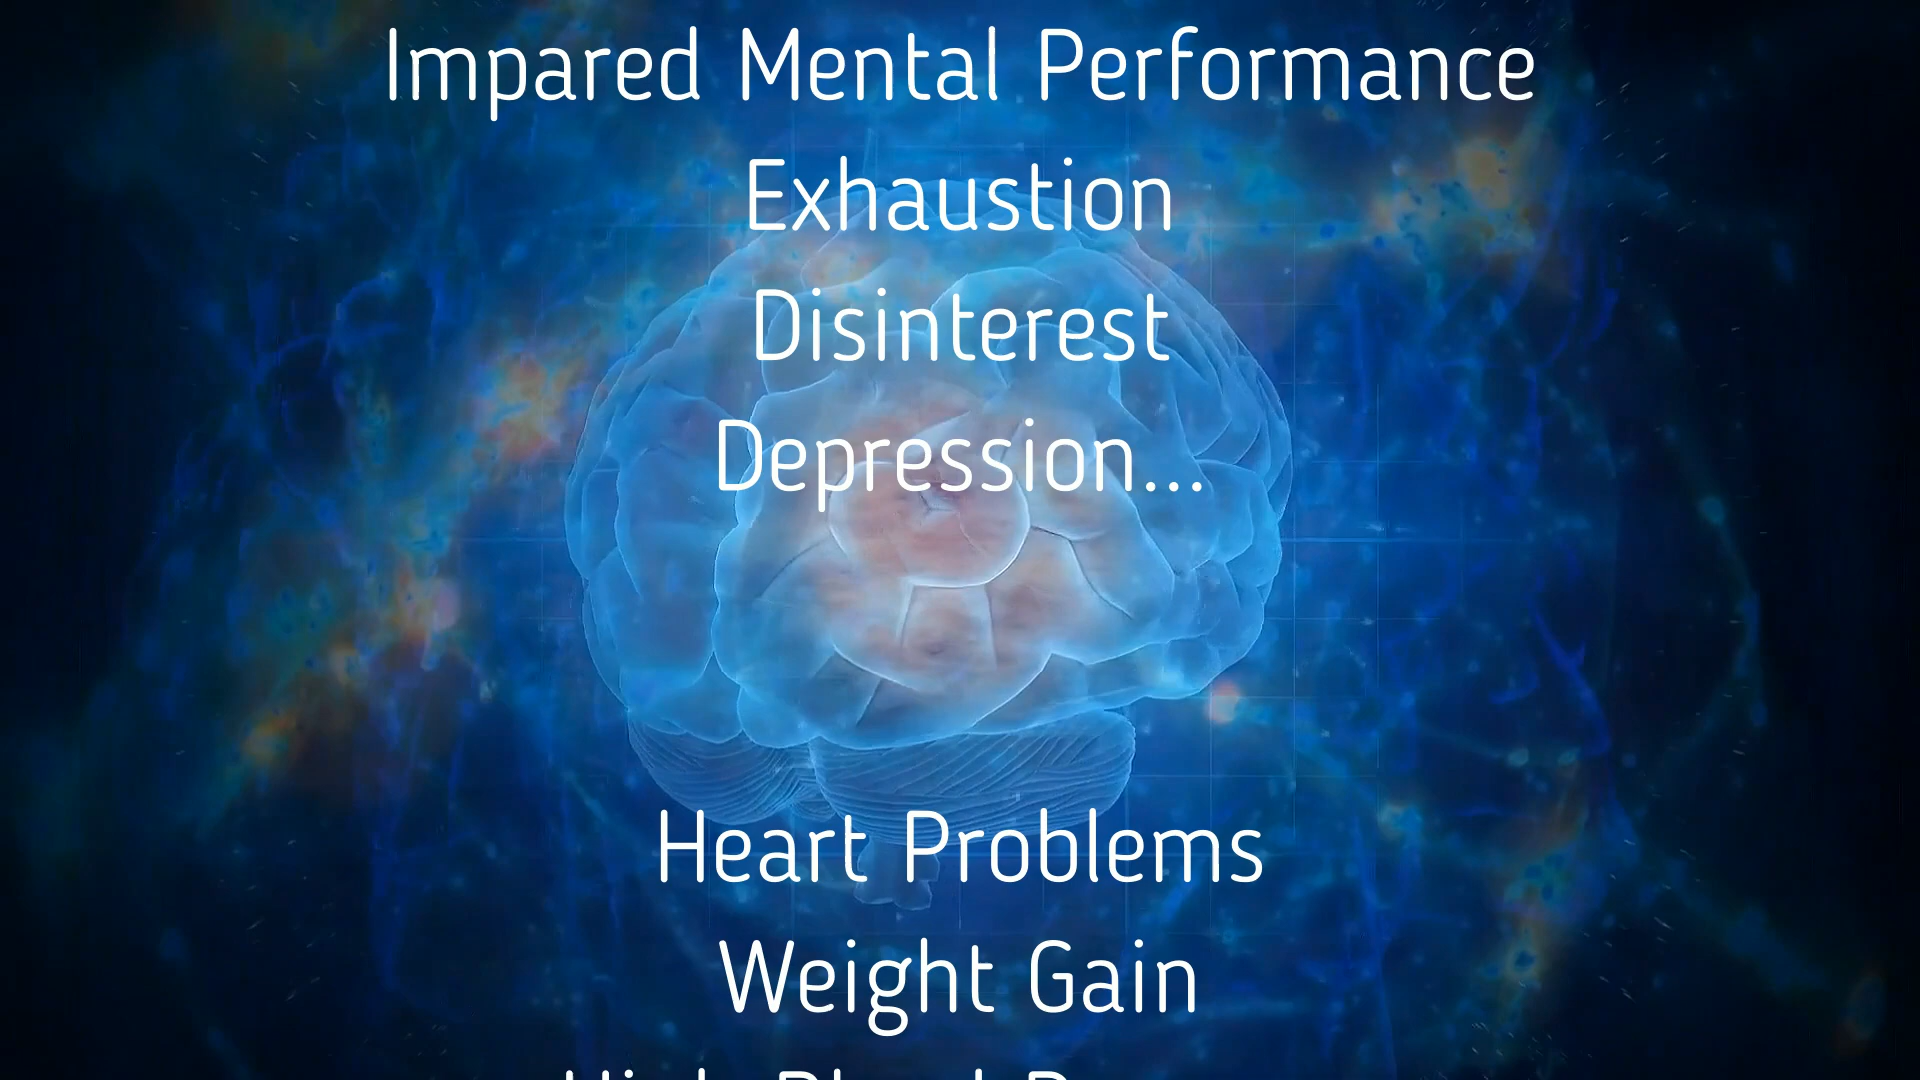 Impared Mental Performance
Exhaustion
Disinterest
Depression...
Heart Problems
Weight Gain